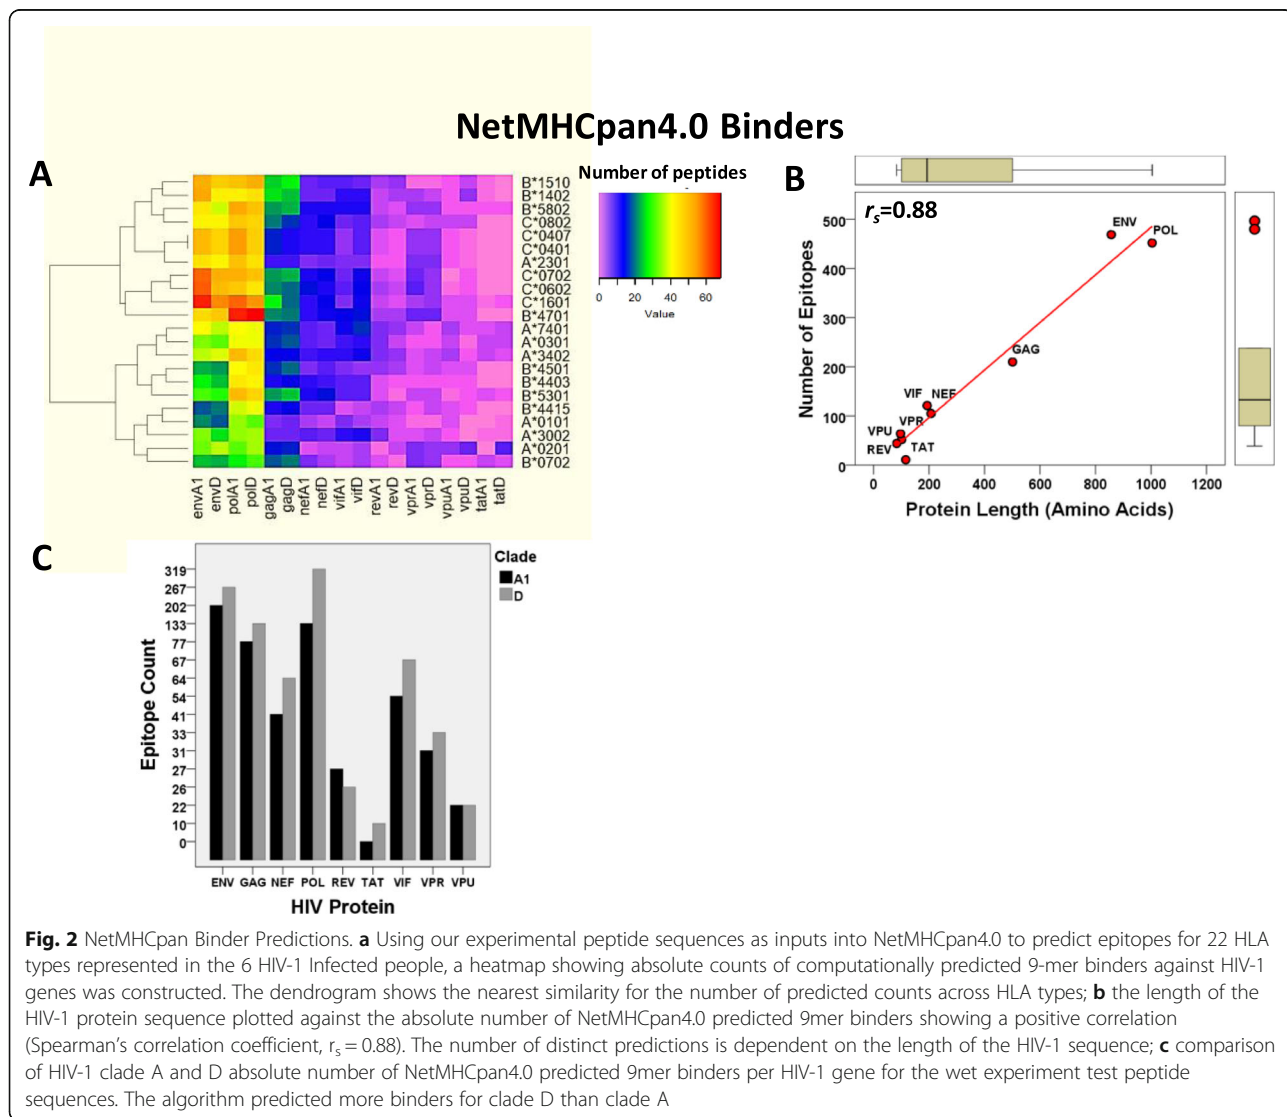 NetMHCpan4.0 Binders
A
B*1510
B*1402
B*5802
C*0802
C*0407
C*0401
A*2301
C*0702
C*0602
C*1601
B*4701
A*7401
A*0301
A*3402
B*4501
B*4403
B*5301
B*4415
A*0101
A*3002
A*0201
B*0702
envA1
envD
polA1
polD
gagA1
gagD
nefA1
nefD
vifA1
vifD
revA1
revD
vprA1
vprD
vpuA1
vpuD
tatA1
tatD
Number of peptides
0 20 40 60
Value
B
rs=0.88
Number of Epitopes
500
400
300
200
100
0
ENV
POL
GAG
VIF NEF
VPU VPR
REV TAT
0 200 400 600 800 1000 1200
Protein Length (Amino Acids)
C
Epitope Count
319
267
202
133
77
67
64
54
41
33
31
27
26
22
10
0
ENV GAG NEF POL REV TAT VIF VPR VPU
HIV Protein
Clade
A1
D
Fig. 2 NetMHCpan Binder Predictions. a Using our experimental peptide sequences as inputs into NetMHCpan4.0 to predict epitopes for 22 HLA
types represented in the 6 HIV-1 Infected people, a heatmap showing absolute counts of computationally predicted 9-mer binders against HIV-1
genes was constructed. The dendrogram shows the nearest similarity for the number of predicted counts across HLA types; b the length of the
HIV-1 protein sequence plotted against the absolute number of NetMHCpan4.0 predicted 9mer binders showing a positive correlation
(Spearman's correlation coefficient, rs = 0.88). The number of distinct predictions is dependent on the length of the HIV-1 sequence; c comparison
of HIV-1 clade A and D absolute number of NetMHCpan4.0 predicted 9mer binders per HIV-1 gene for the wet experiment test peptide
sequences. The algorithm predicted more binders for clade D than clade A